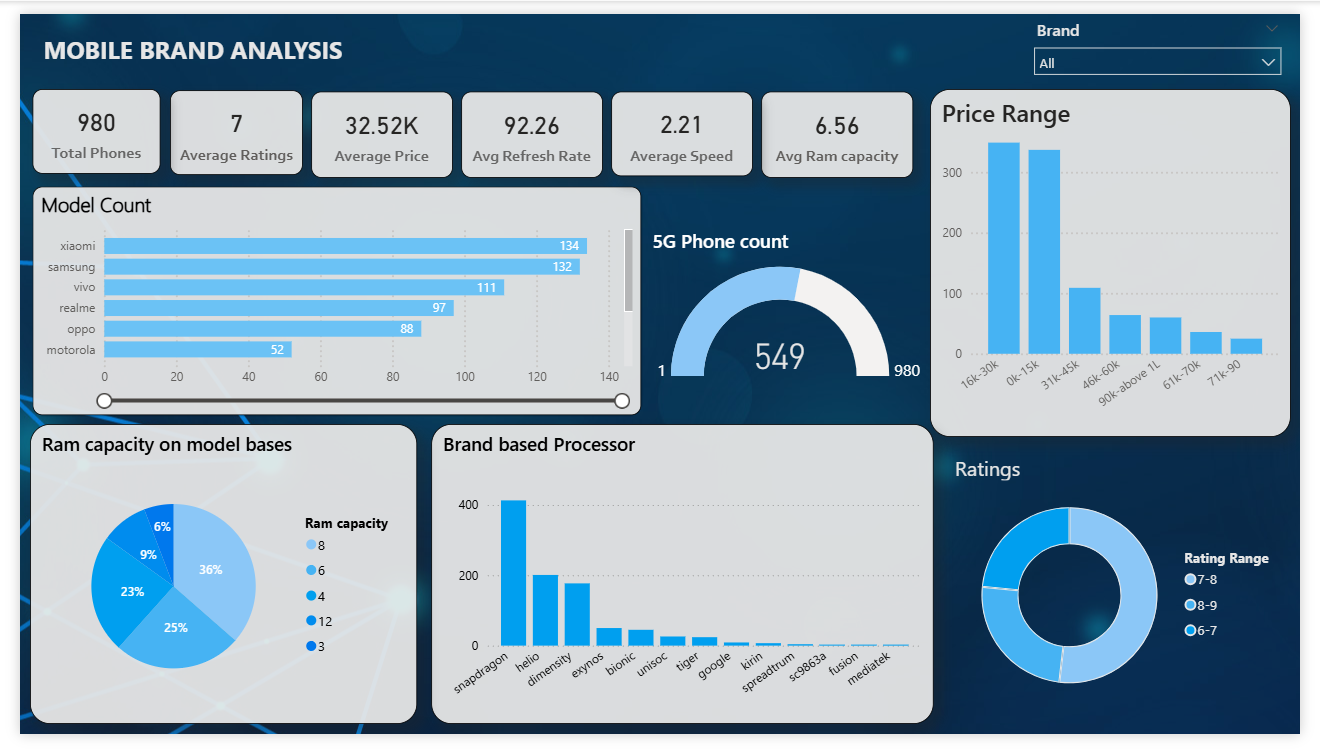 MOBILE BRAND ANALYSIS
Brand
All
980
Total Phones
7
Average Ratings
32.52K
Average Price
92.26
Avg Refresh Rate
2.21
Average Speed
6.56
Avg Ram capacity
Price Range
300
200
100
0
16k-30k
0k-15k
31k-45k
46k-60k
90k-above 1L
61k-70k
71k-90
Model Count
xiaomi 134
samsung 132
vivo 111
realme 97
oppo 88
motorola 52
0 20 40 60 80 100 120 140
5G Phone count
549
1
980
Ram capacity on model bases
36%
25%
23%
9%
6%
Ram capacity
8
6
4
12
3
Brand based Processor
400
200
0
snapdragon
helio
dimensity
exynos
bionic
unisoc
tiger
google
kirin
spreadtrum
sc9863a
fusion
mediatek
Ratings
Rating Range
7-8
8-9
6-7